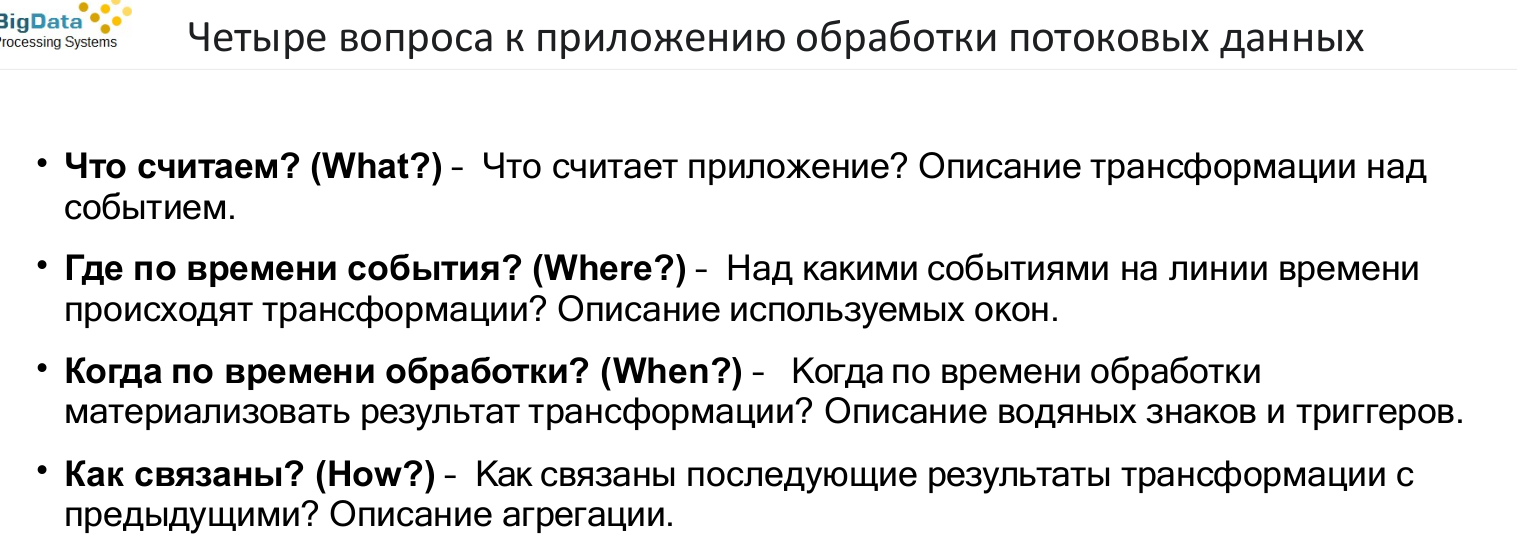 BigData
Processing Systems
Четыре вопроса к приложению обработки потоковых данных
• Что считаем? (What?) – Что считает приложение? Описание трансформации над
событием.
• Где по времени события? (Where?) – Над какими событиями на линии времени
происходят трансформации? Описание используемых окон.
• Когда по времени обработки? (When?) – Когда по времени обработки
материализовать результат трансформации? Описание водяных знаков и триггеров.
• Как связаны? (How?) – Как связаны последующие результаты трансформации с
предыдущими? Описание агрегации.